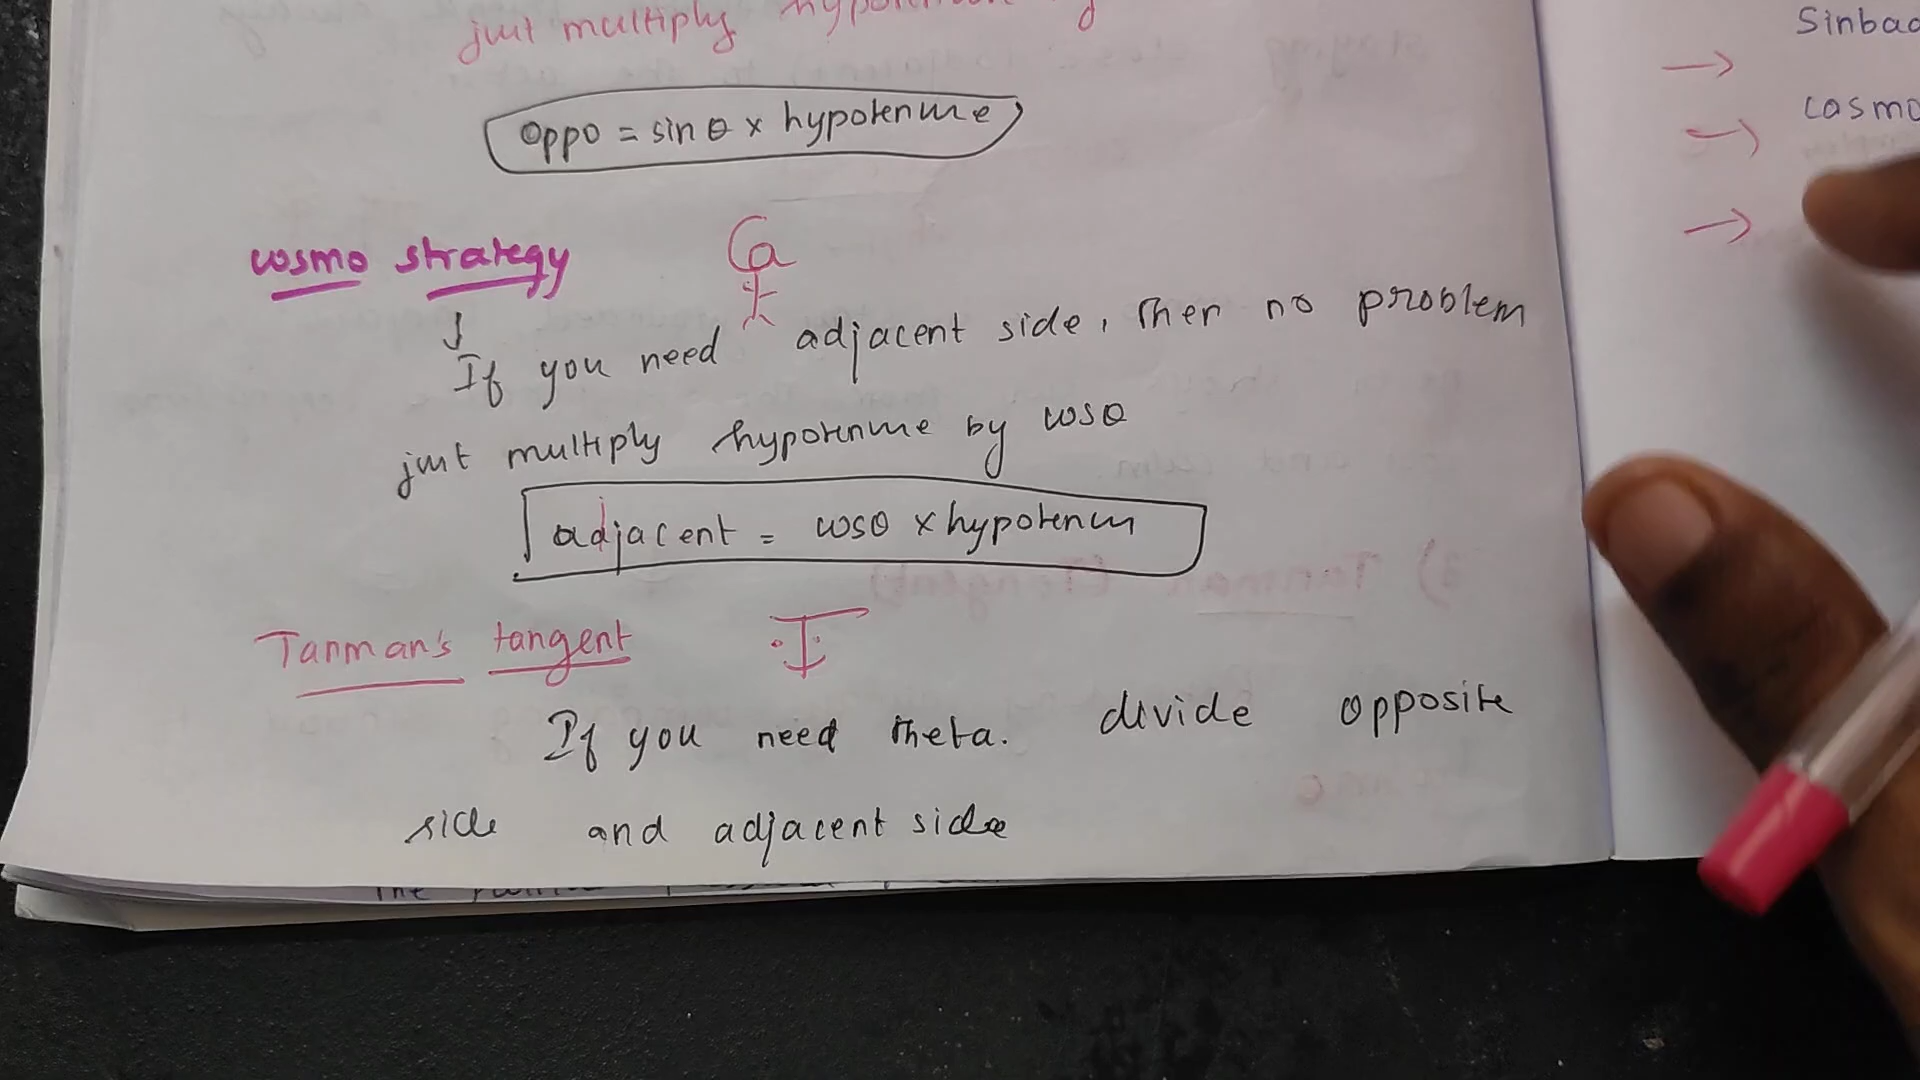 just multiply
Oppo = sin θ x hypotenuse
cosmo strategy
Ca
If you need adjacent side, Then no problem
just multiply hypotenuse by cosθ
adjacent = cosθ x hypotenus
Tanman's tangent
If you need theta. divide opposite
side and adjacent side
Sinbad
Cosmo